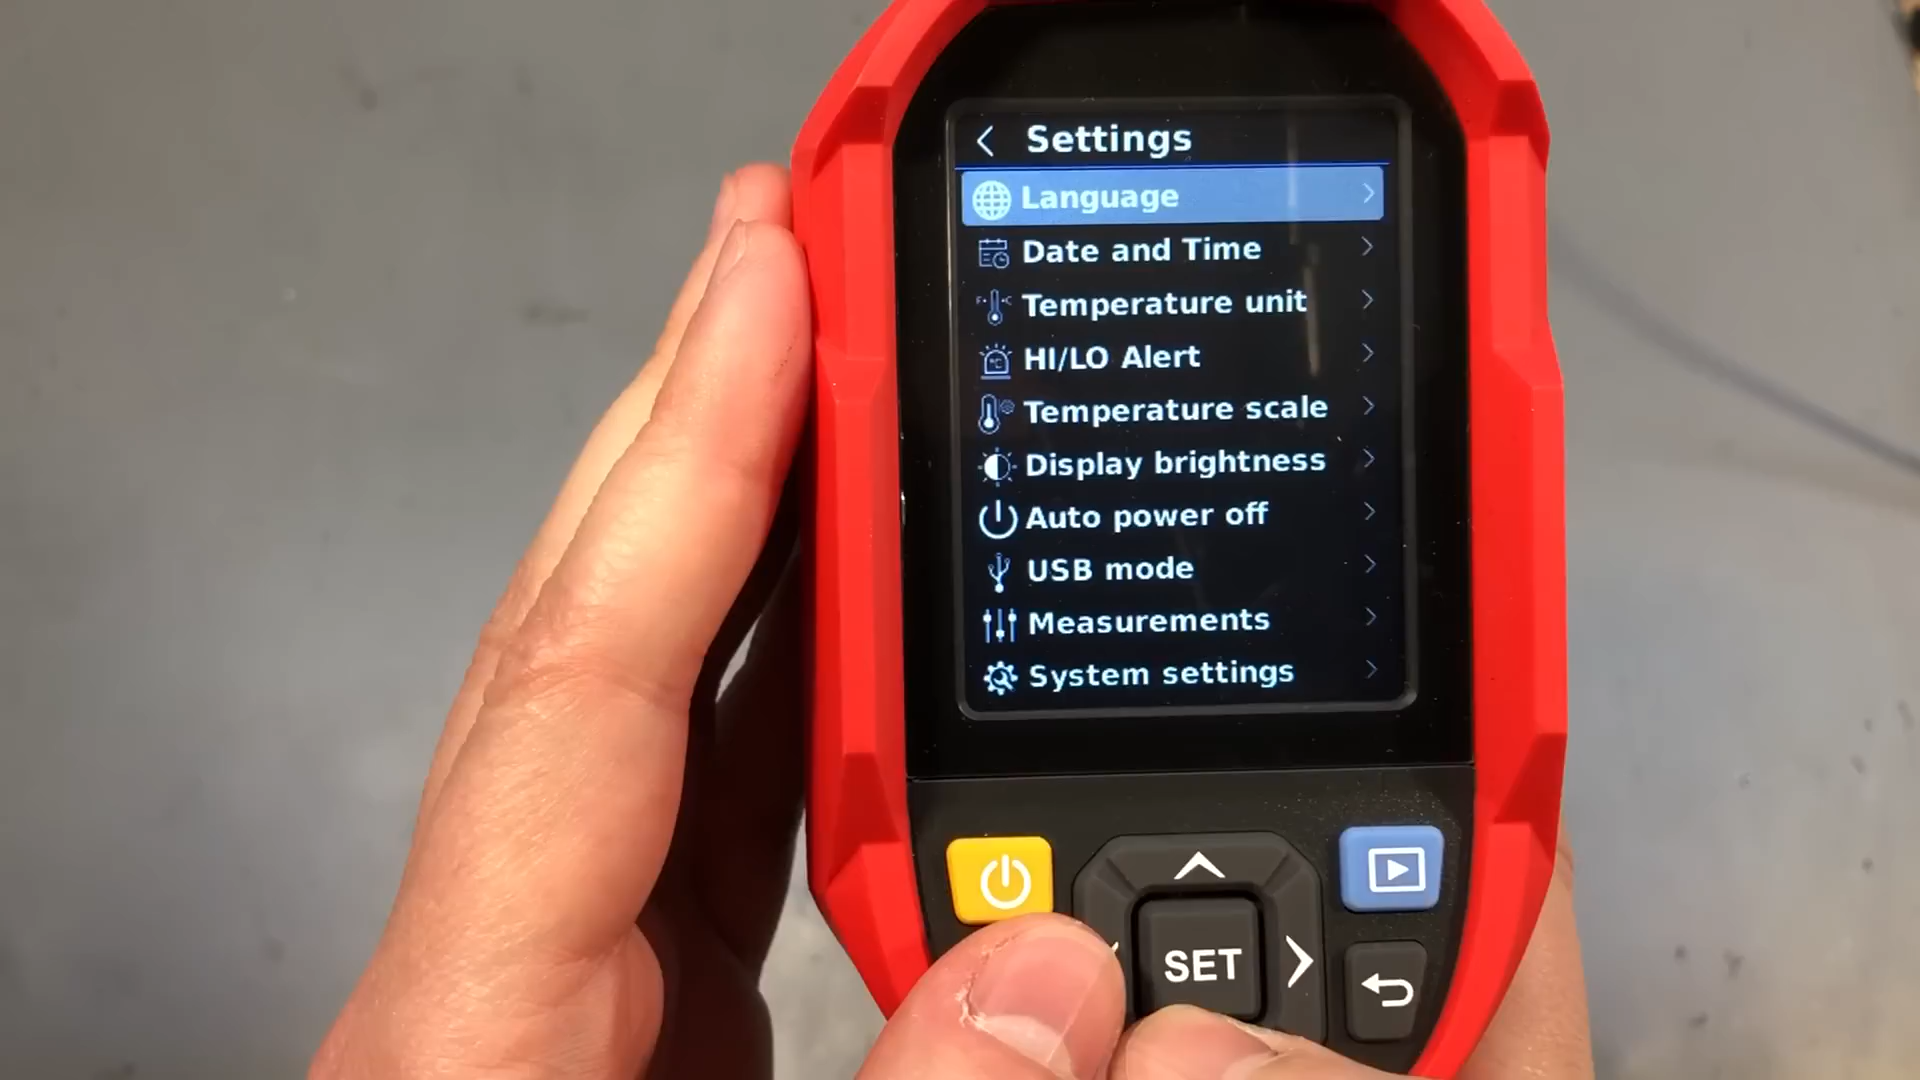 Settings
Language
Date and Time
Temperature unit
HI/LO Alert
Temperature scale
Display brightness
Auto power off
USB mode
Measurements
System settings
SET